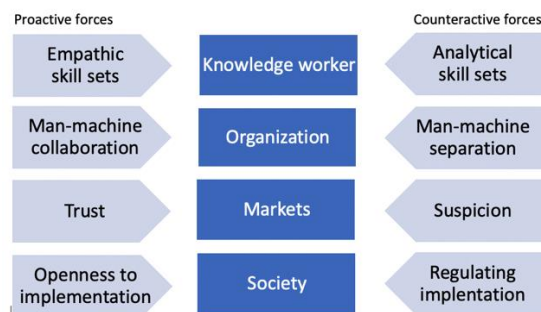 Proactive forces
Counteractive forces
Empathic
skill sets
Knowledge worker
Analytical
skill sets
Man-machine
collaboration
Organization
Man-machine
separation
Trust
Markets
Suspicion
Openness to
implementation
Society
Regulating
implentation